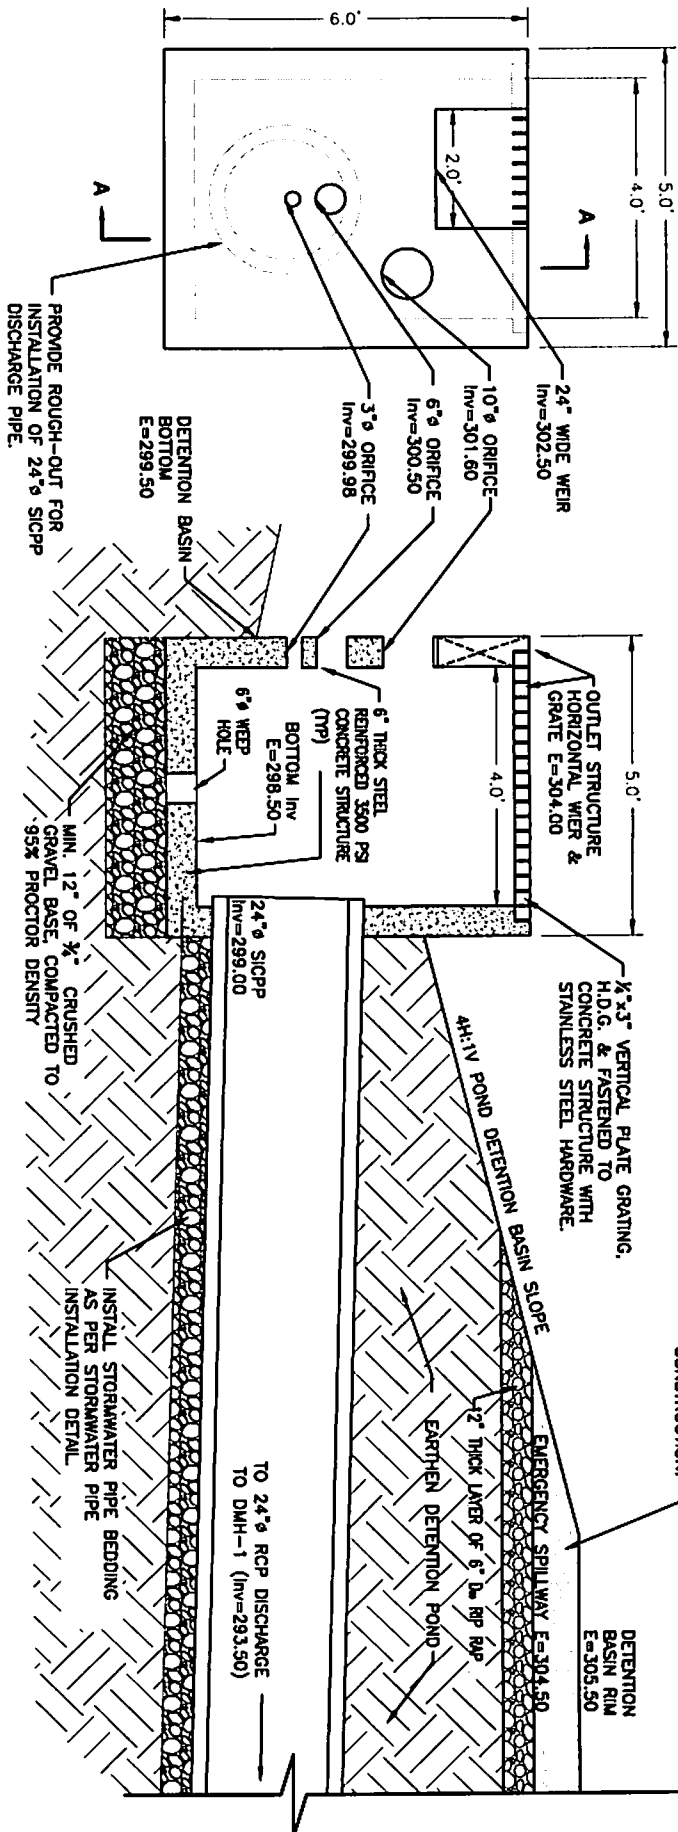 6.0'
5.0'
4.0'
2.0'
A
A
24" WIDE WEIR
Inv=302.50
10"ø ORIFICE
Inv=301.60
6"ø ORIFICE
Inv=300.50
3"ø ORIFICE
Inv=299.98
DETENTION BASIN
BOTTOM
E=299.50
PROVIDE ROUGH-OUT FOR
INSTALLATION OF 24"ø SICPP
DISCHARGE PIPE.
5.0'
4.0'
OUTLET STRUCTURE
HORIZONTAL WIER &
GRATE E=304.00
6" THICK STEEL
REINFORCED 3500 PSI
CONCRETE STRUCTURE
(TYP)
BOTTOM Inv
E=298.50
6"ø WEEP
HOLE
MIN. 12" OF ¾" CRUSHED
GRAVEL BASE, COMPACTED TO
95% PROCTOR DENSITY
x3" VERTICAL PLATE GRATING,
H.D.G. & FASTENED TO
CONCRETE STRUCTURE WITH
STAINLESS STEEL HARDWARE.
24"ø SICPP
Inv=299.00
4H:1V POND DETENTION BASIN SLOPE
INSTALL STORMWATER PIPE BEDDING
AS PER STORMWATER PIPE
INSTALLATION DETAIL
DETENTION
BASIN RIM
E=305.50
EMERGENCY SPILLWAY E=304.50
12" THICK LAYER OF 6" RIP RAP
EARTHEN DETENTION POND
TO 24"ø RCP DISCHARGE
TO DMH-1 (Inv=293.50)